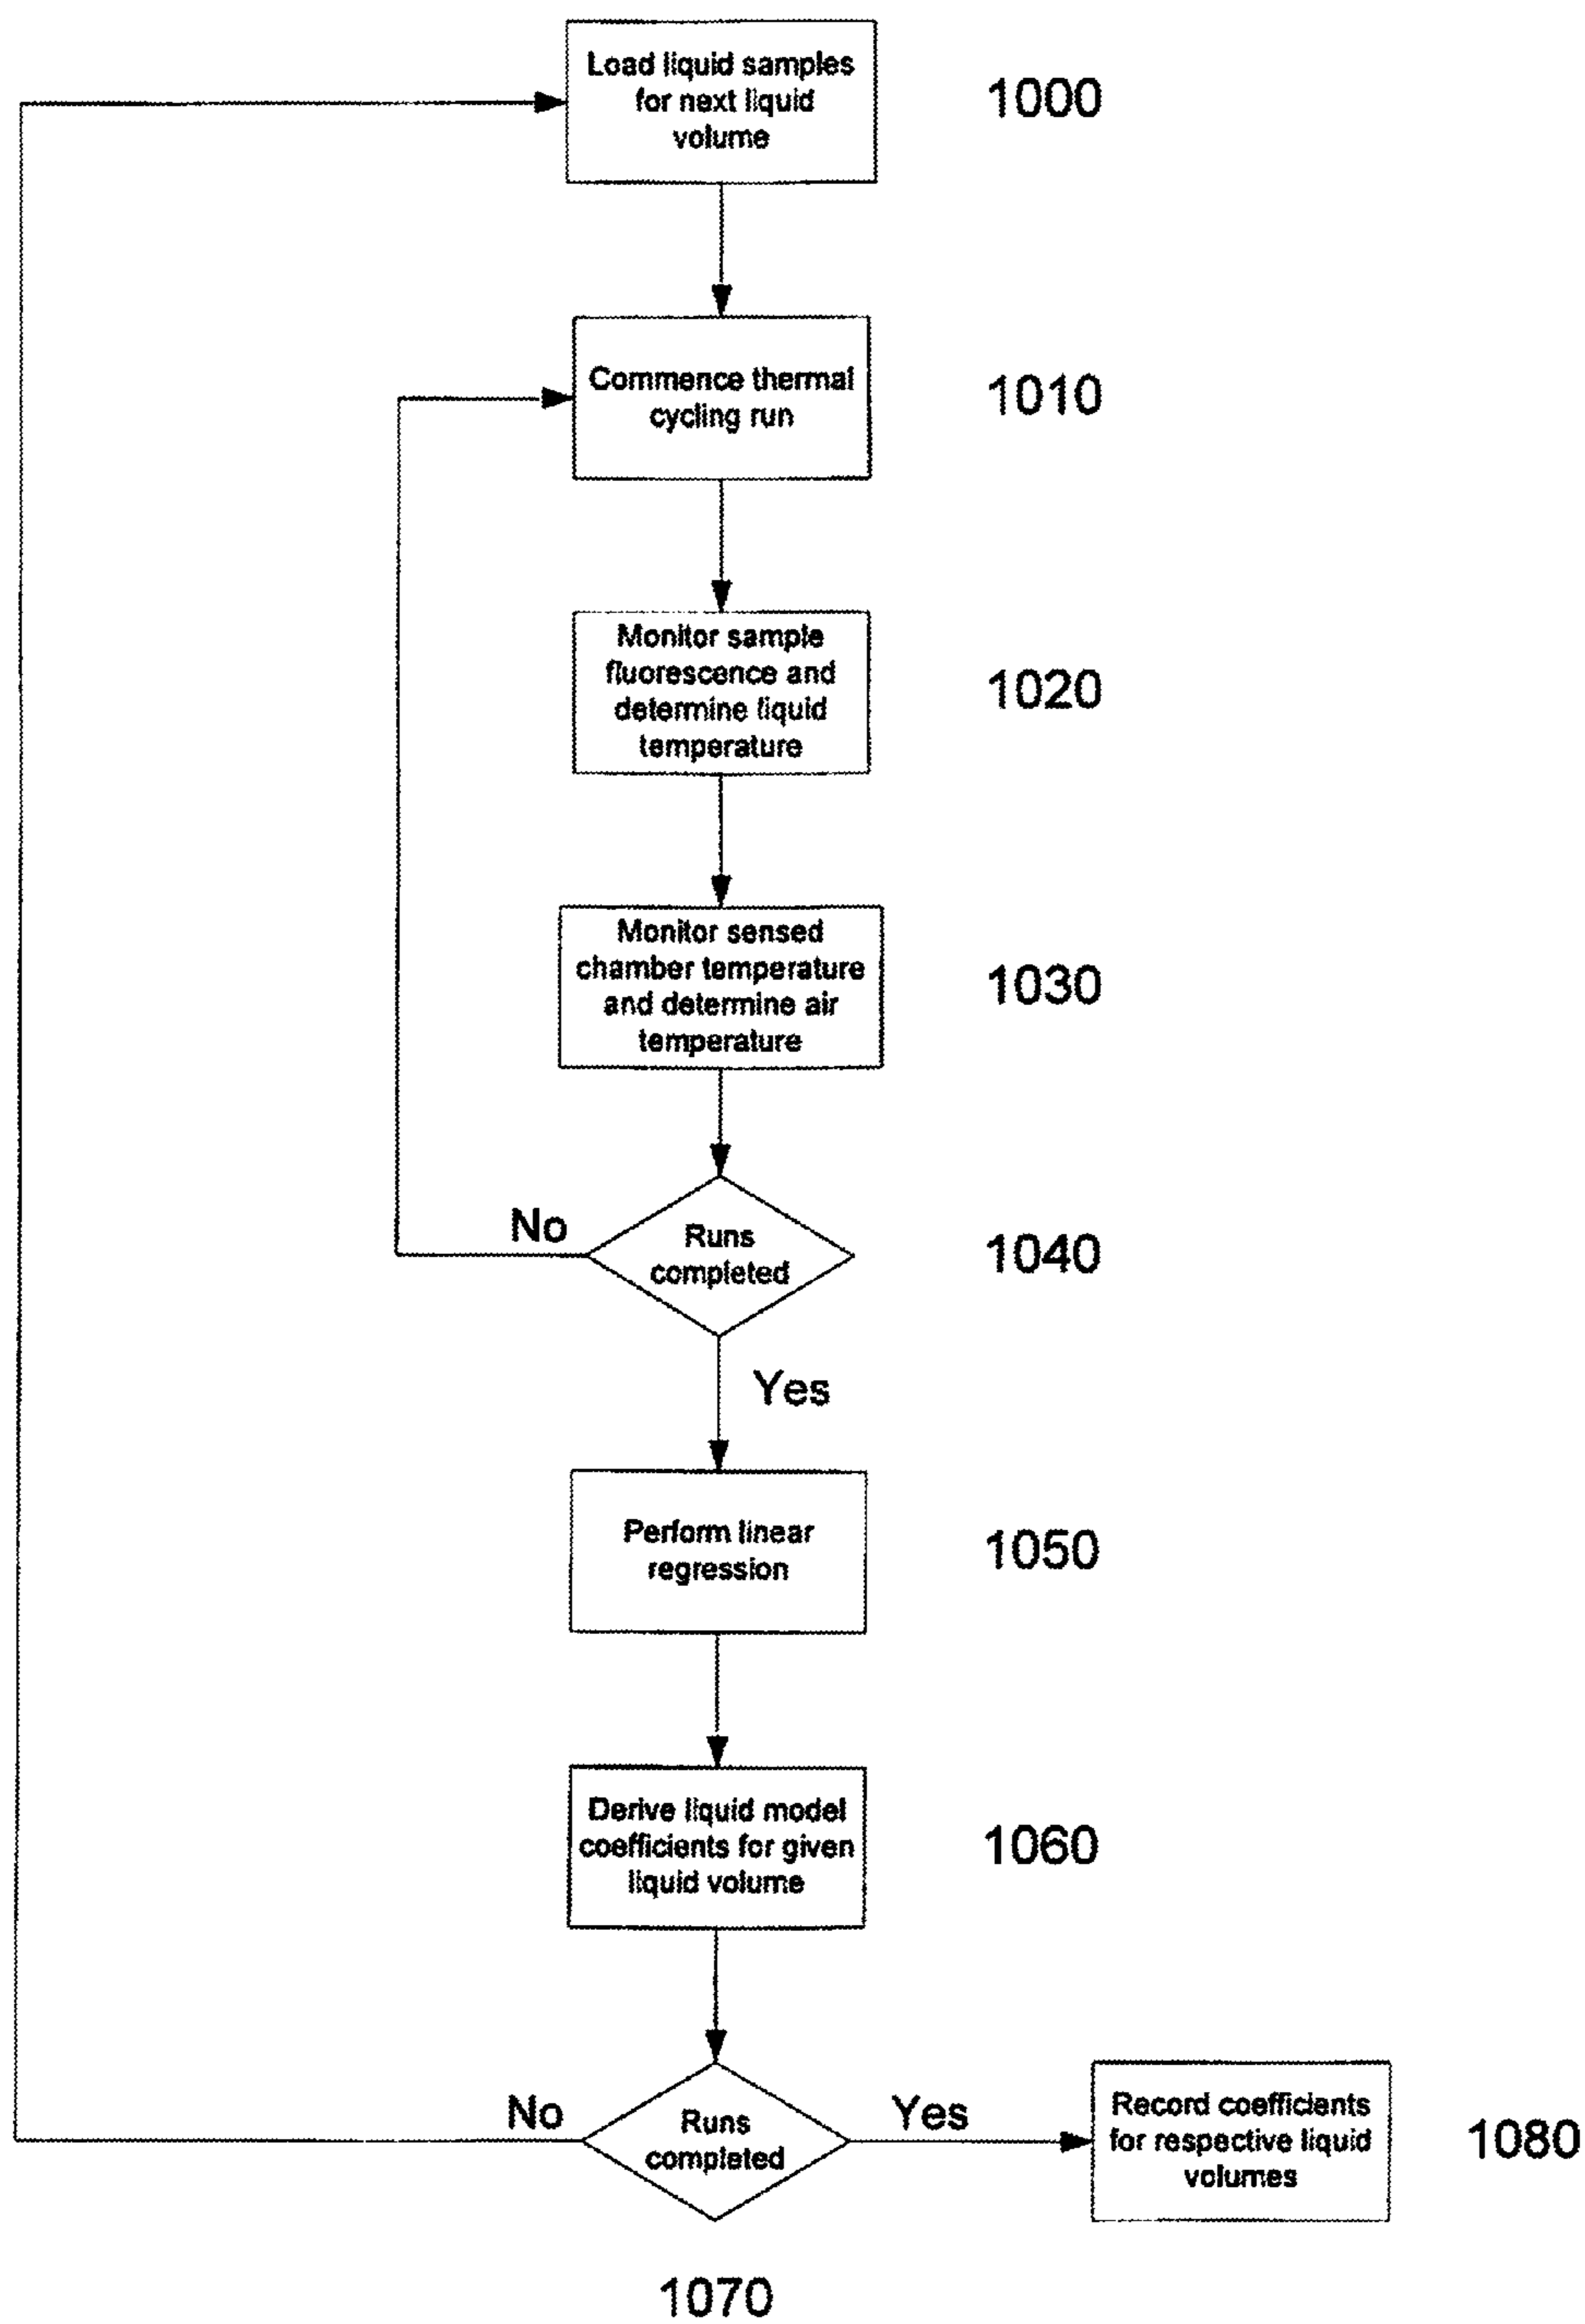 Load liquid samples
for next liquid
volume
1000
Commence thermal
cycling run
1010
Monitor sample
fluorescence and
determine liquid
temperature
1020
Monitor sensed
chamber temperature
and determine air
temperature
1030
Runs
completed
No
1040
Yes
Perform linear
regression
1050
Derive liquid model
coefficients for given
liquid volume
1060
No
Runs
completed
Yes
Record coefficients
for respective liquid
volumes
1080
1070